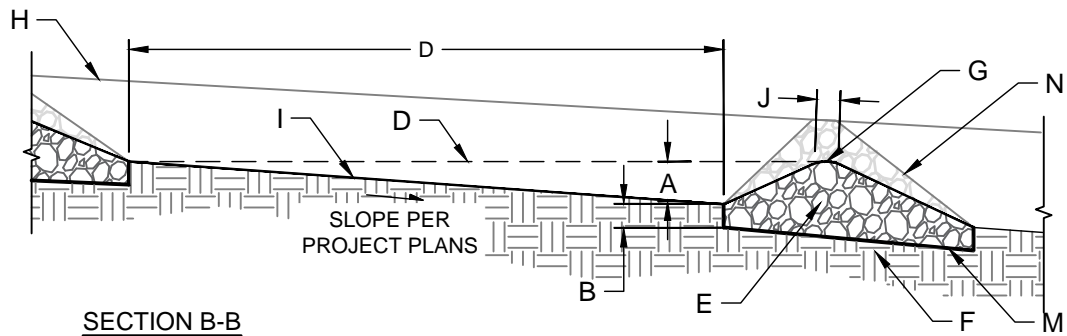 H
D
G
J
N
I
D
A
SLOPE PER
PROJECT PLANS
B
E
F
M
SECTION B-B